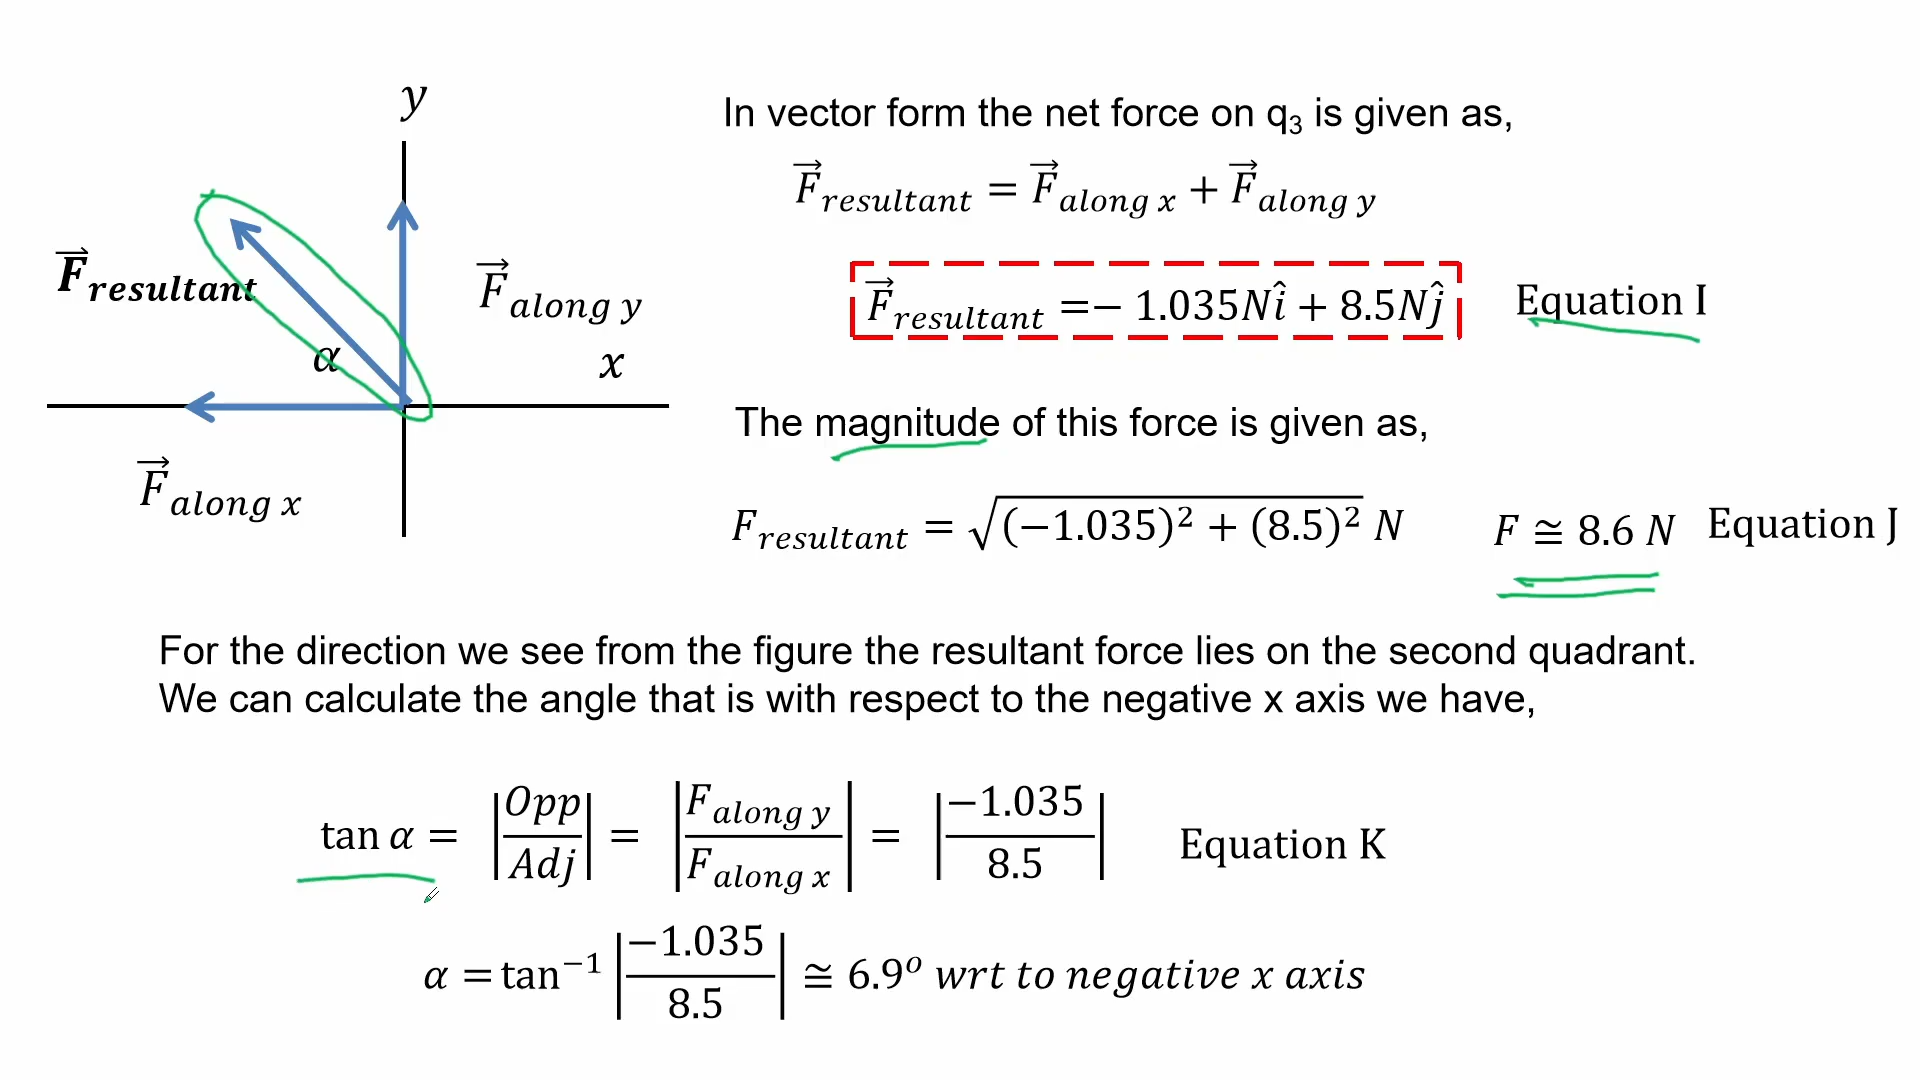 y
In vector form the net force on q₃ is given as,
F⃗resultant = F⃗along x + F⃗along y
F⃗resultant
F⃗along y
F⃗resultant =− 1.035Nî + 8.5Nĵ
Equation I
α
x
The magnitude of this force is given as,
F⃗along x
Fresultant = √(−1.035)² + (8.5)² N
F ≅ 8.6 N
Equation J
For the direction we see from the figure the resultant force lies on the second quadrant.
We can calculate the angle that is with respect to the negative x axis we have,
tan α = |Opp/Adj| = |Falong y/Falong x| = |−1.035/8.5|
Equation K
α = tan⁻¹ |−1.035/8.5| ≅ 6.9ᵒ wrt to negative x axis